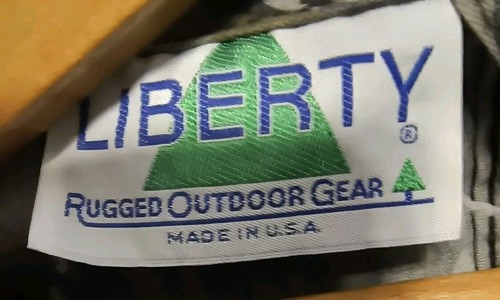 LIBERTY®
RUGGED OUTDOOR GEAR
MADE IN U.S.A.